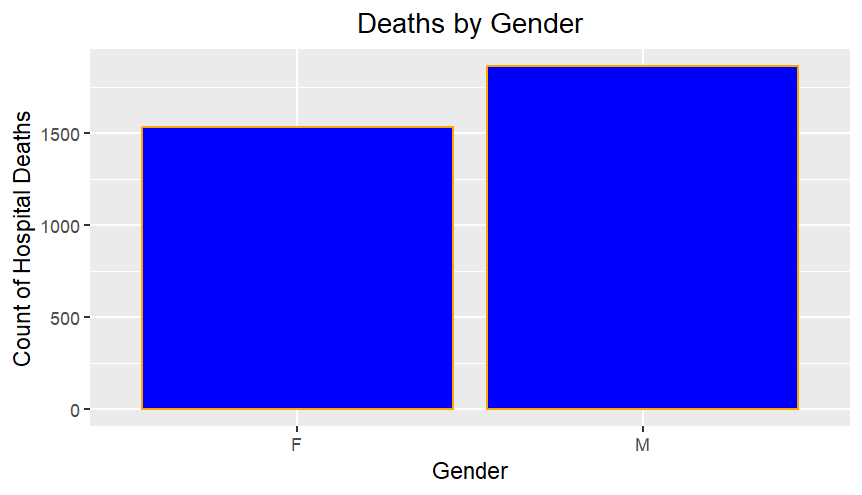 Deaths by Gender
Count of Hospital Deaths
1500
1000
500
0
F M
Gender